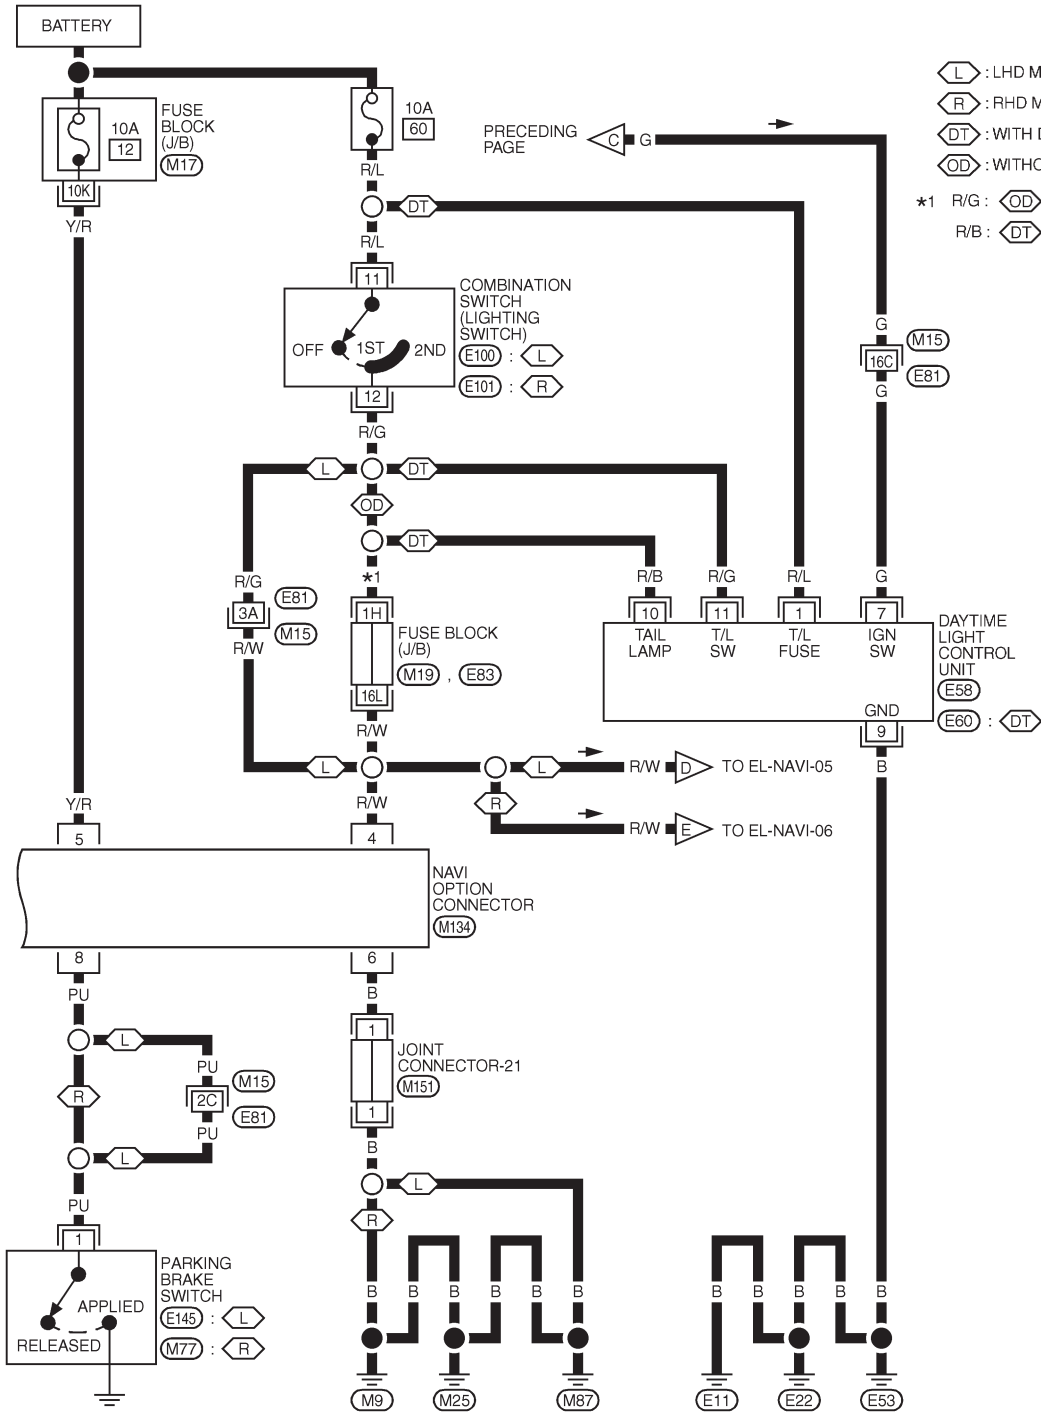 BATTERY
10A
12
FUSE
BLOCK
(J/B)
M17
10K
Y/R
10A
60
R/L
DT
R/L
PRECEDING
PAGE
C
G
L : LHD M
R : RHD M
DT : WITH D
OD : WITHO
*1 R/G : OD
R/B : DT
11
OFF
1ST
2ND
COMBINATION
SWITCH
(LIGHTING
SWITCH)
E100 : L
E101 : R
12
R/G
G
16C
M15
E81
G
L
DT
OD
DT
*1
R/G
3A
E81
M15
R/W
1H
FUSE BLOCK
(J/B)
M19 , E83
16L
R/W
R/B
R/G
R/L
G
10
11
1
7
TAIL
LAMP
T/L
SW
T/L
FUSE
IGN
SW
GND
9
B
DAYTIME
LIGHT
CONTROL
UNIT
E58
E60 : DT
L
L
R/W
D
TO EL-NAVI-05
R
R/W
E
TO EL-NAVI-06
Y/R
R/W
5
4
NAVI
OPTION
CONNECTOR
M134
8
6
PU
B
L
PU
R
2C
M15
E81
PU
L
PU
1
JOINT
CONNECTOR-21
M151
1
B
L
R
1
PARKING
BRAKE
SWITCH
E145 : L
M77 : R
APPLIED
RELEASED
B
B
B
B
B
B
B
B
B
B
B
M9
M25
M87
E11
E22
E53